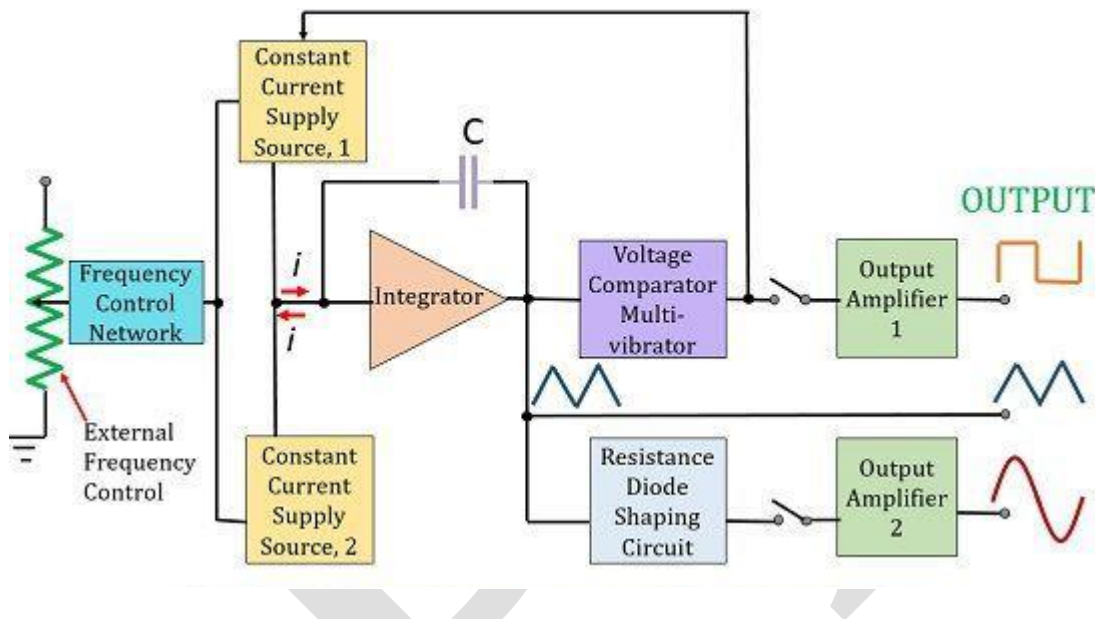 Constant
Current
Supply
Source, 1
C
OUTPUT
Frequency
Control
Network
i
i
Integrator
Voltage
Comparator
Multi-
vibrator
Output
Amplifier
1
External
Frequency
Control
Constant
Current
Supply
Source, 2
Resistance
Diode
Shaping
Circuit
Output
Amplifier
2